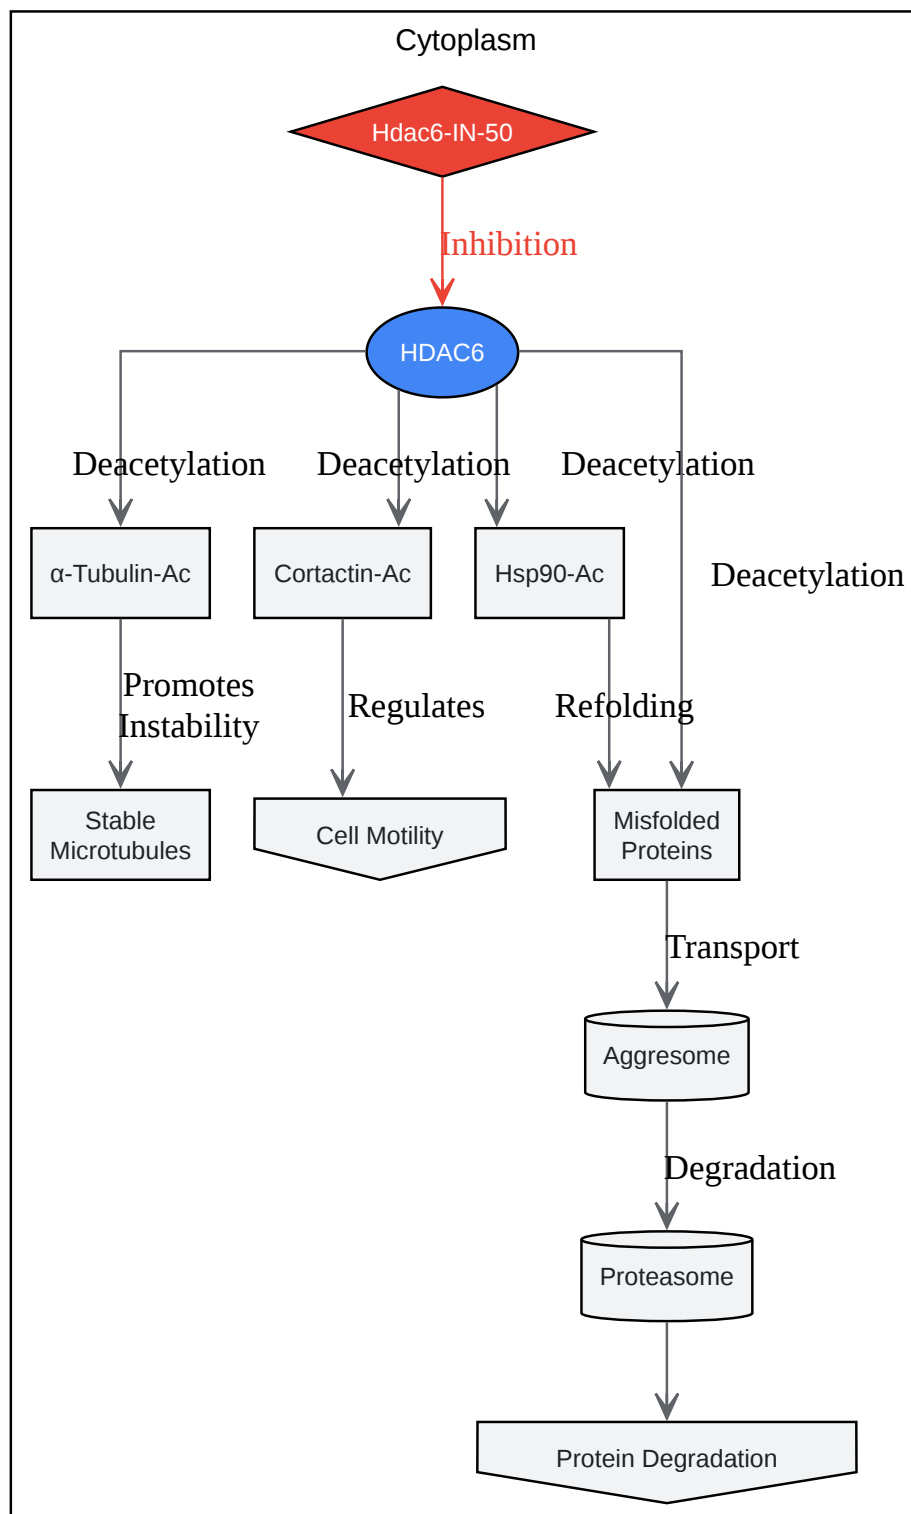 Cytoplasm
Hdac6-IN-50
Inhibition
HDAC6
Deacetylation
Deacetylation
Deacetylation
α-Tubulin-Ac
Cortactin-Ac
Hsp90-Ac
Deacetylation
Promotes
Instability
Regulates
Refolding
Stable
Microtubules
Cell Motility
Misfolded
Proteins
Transport
Aggresome
Degradation
Proteasome
Protein Degradation